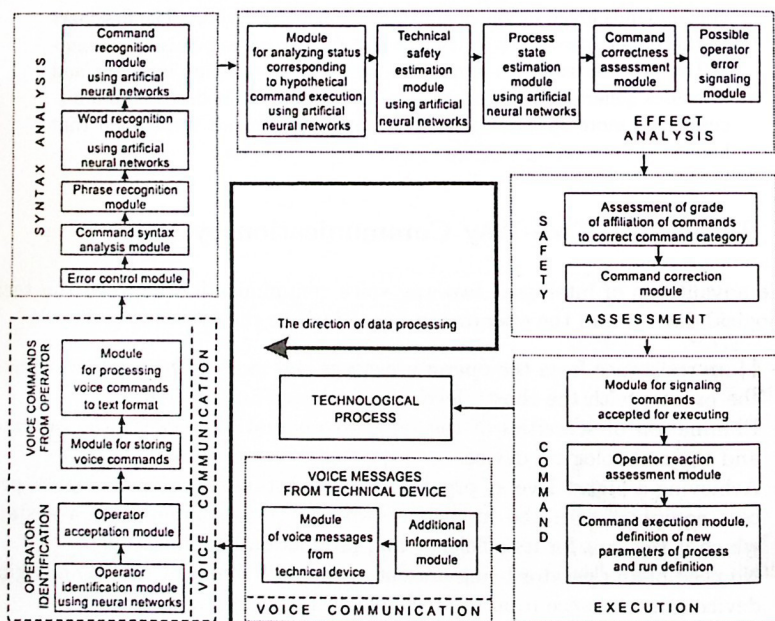 SYNTAX ANALYSIS
Command
recognition
module
using artificial
neural networks
Word recognition
module
using artificial
neural networks
Phrase recognition
module
Command syntax
analysis module
Error control module
Module
for analyzing status
corresponding
to hypothetical
command execution
using artificial
neural networks
Technical
safety
estimation
module
using artificial
neural networks
Process
state
estimation
module
using artificial
neural networks
Command
correctness
assessment
module
Possible
operator
error
signaling
module
EFFECT
ANALYSIS
SAFETY
Assessment of grade
of affiliation of commands
to correct command category
Command correction
module
ASSESSMENT
The direction of data processing
TECHNOLOGICAL
PROCESS
COMMAND
Module for signaling
commands
accepted for executing
Operator reaction
assessment module
Command execution module,
definition of new
parameters of process
and run definition
EXECUTION
VOICE MESSAGES
FROM TECHNICAL DEVICE
Module
of voice messages
from
technical device
Additional
information
module
VOICE COMMUNICATION
VOICE COMMANDS
FROM OPERATOR
Module
for processing
voice commands
to text format
Module for storing
voice commands
OPERATOR
IDENTIFICATION
Operator
acceptation module
Operator
identification module
using neural networks
VOICE COMMUNICATION